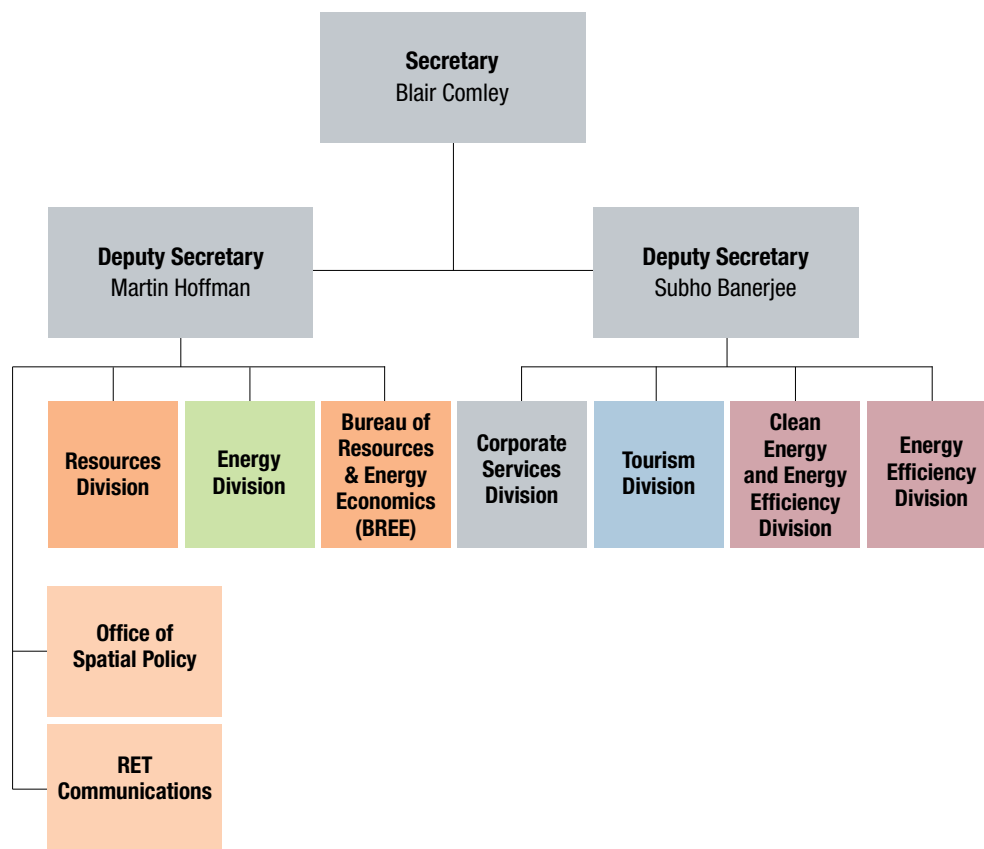 Secretary
Blair Comley
Deputy Secretary
Martin Hoffman
Deputy Secretary
Subho Banerjee
Resources
Division
Energy
Division
Bureau of
Resources
& Energy
Economics
(BREE)
Corporate
Services
Division
Tourism
Division
Clean
Energy
and Energy
Efficiency
Division
Energy
Efficiency
Division
Office of
Spatial Policy
RET
Communications